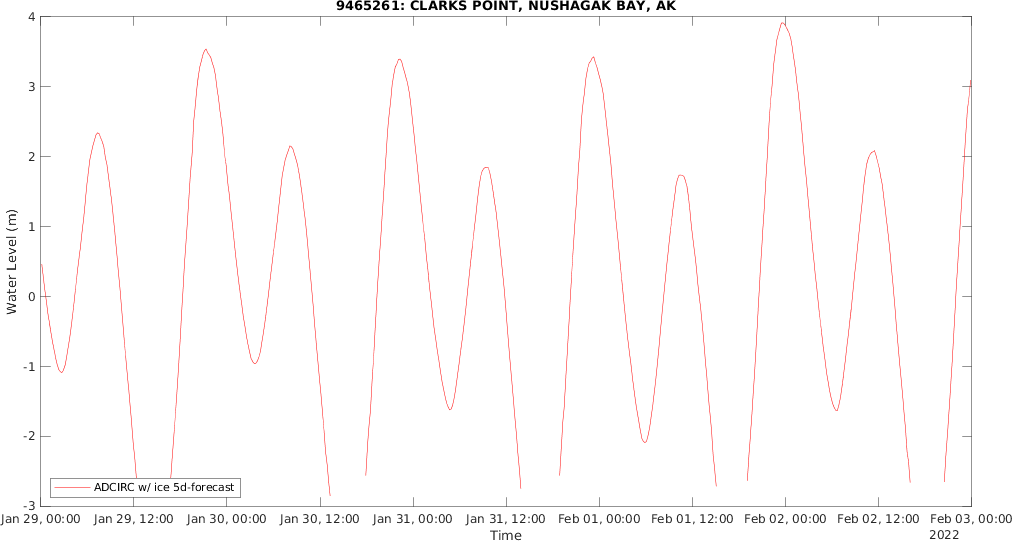 9465261: CLARKS POINT, NUSHAGAK BAY, AK
4
3
2
1
0
-1
-2
-3
Water Level (m)
ADCIRC w/ ice 5d-forecast
Jan 29, 00:00 Jan 29, 12:00 Jan 30, 00:00 Jan 30, 12:00 Jan 31, 00:00 Jan 31, 12:00 Feb 01, 00:00 Feb 01, 12:00 Feb 02, 00:00 Feb 02, 12:00 Feb 03, 00:00
Time
2022